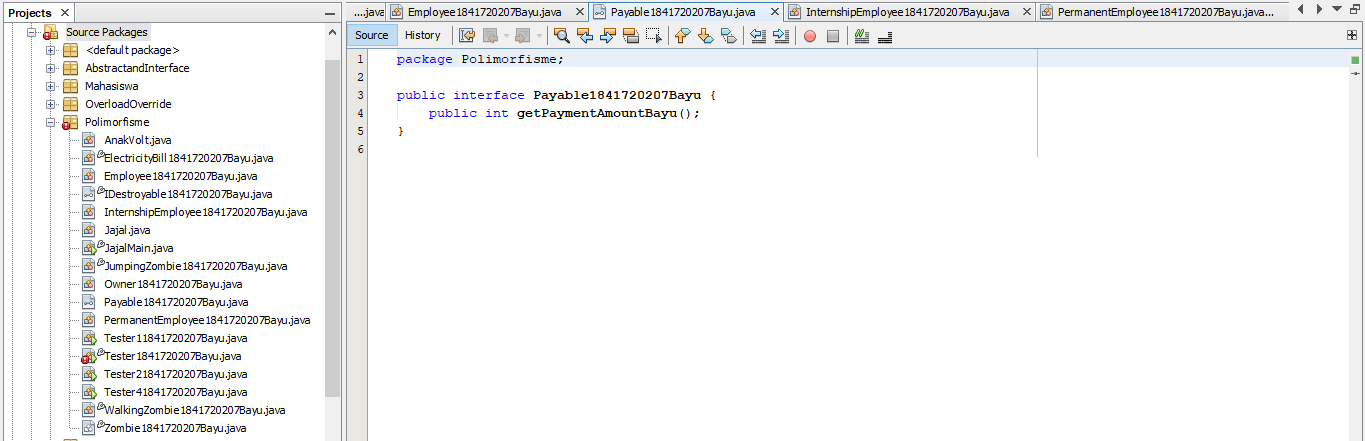 Projects
Source Packages
<default package>
AbstractandInterface
Mahasiswa
OverloadOverride
Polimorfisme
AnakVolt.java
ElectricityBill1841720207Bayu.java
Employee1841720207Bayu.java
IDestroyable1841720207Bayu.java
InternshipEmployee1841720207Bayu.java
Jajal.java
JajalMain.java
JumpingZombie1841720207Bayu.java
Owner1841720207Bayu.java
Payable1841720207Bayu.java
PermanentEmployee1841720207Bayu.java
Tester11841720207Bayu.java
Tester1841720207Bayu.java
Tester21841720207Bayu.java
Tester41841720207Bayu.java
WalkingZombie1841720207Bayu.java
Zombie1841720207Bayu.java
....java Employee1841720207Bayu.java Payable1841720207Bayu.java InternshipEmployee1841720207Bayu.java PermanentEmployee1841720207Bayu.java...
Source History
1 package Polimorfisme;
2
3 public interface Payable1841720207Bayu {
4 public int getPaymentAmountBayu();
5 }
6